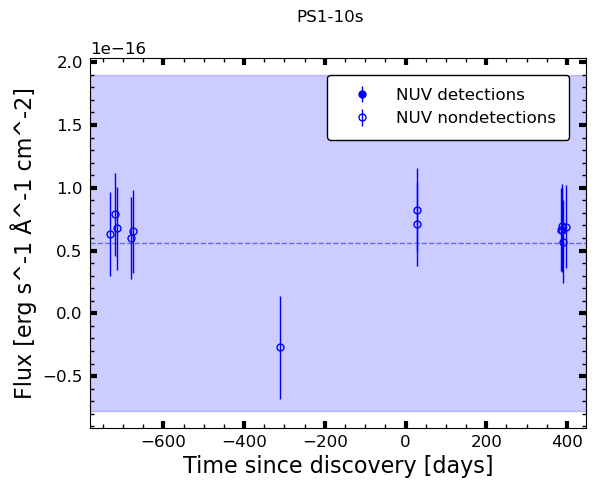 PS1-10s
1e−16
2.0
1.5
1.0
0.5
0.0
−0.5
Flux [erg s^-1 Å^-1 cm^-2]
NUV detections
NUV nondetections
−600 −400 −200 0 200 400
Time since discovery [days]